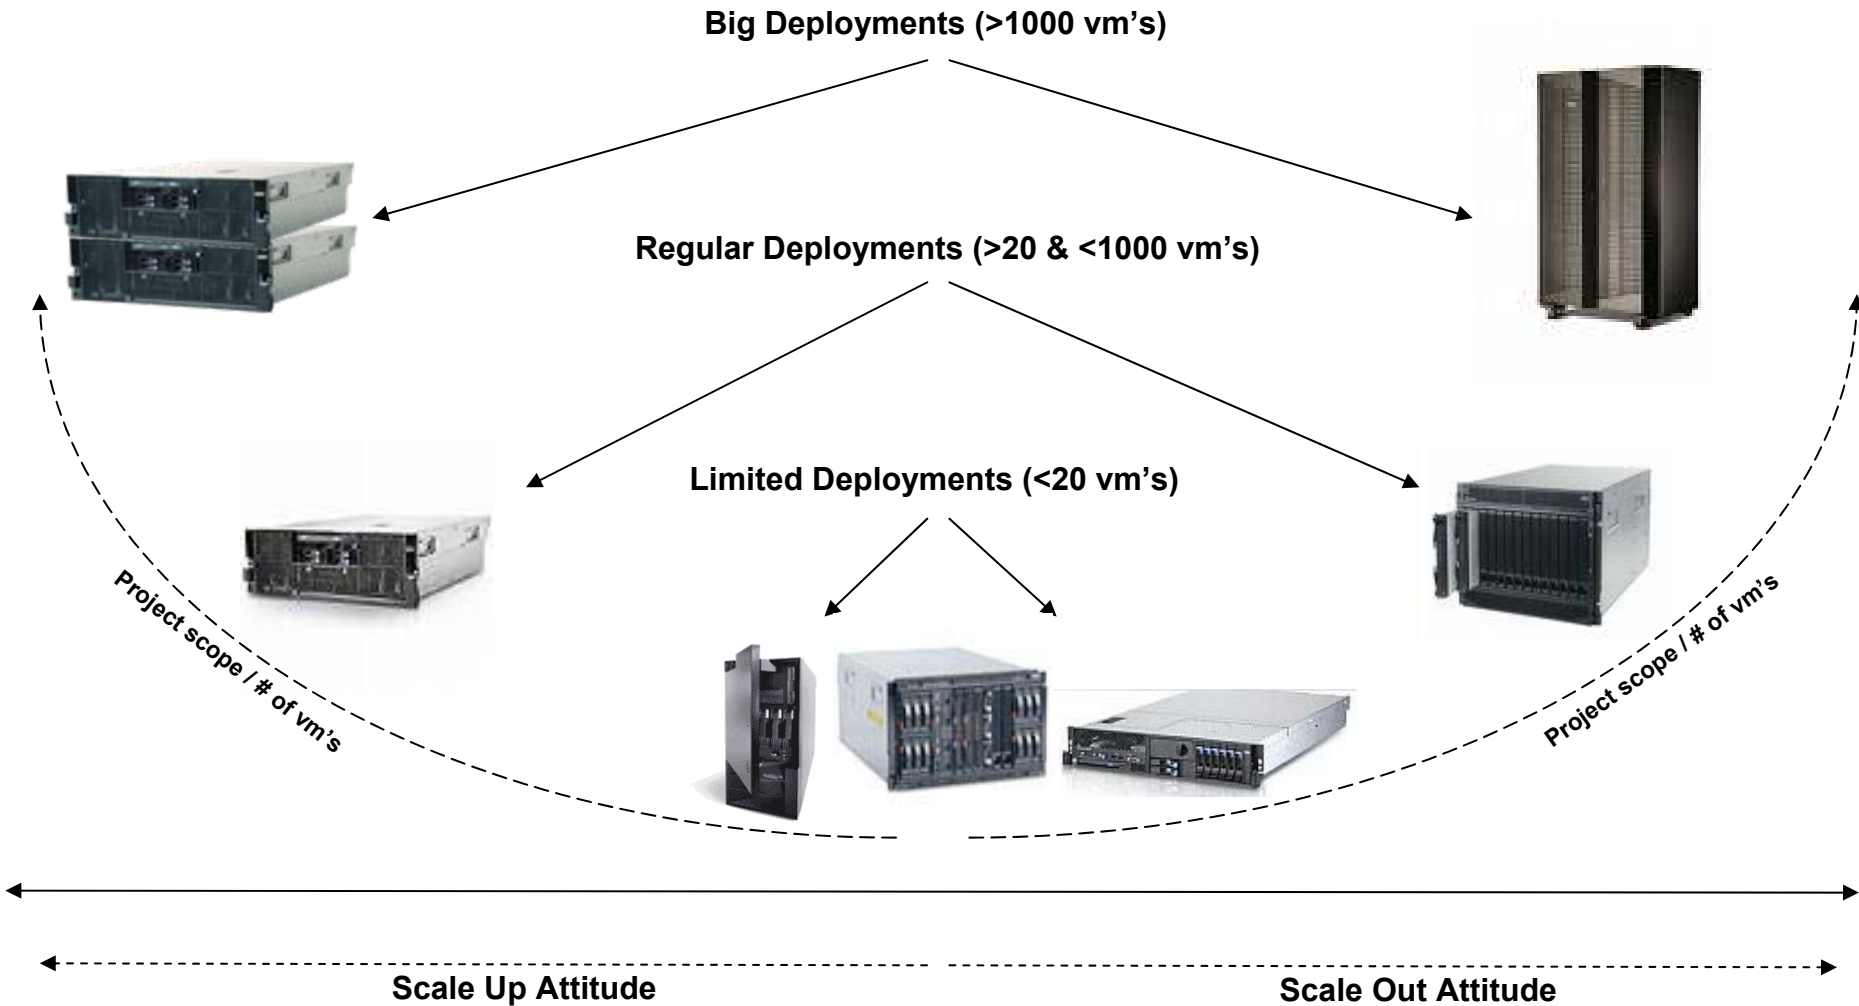 Big Deployments (>1000 vm’s)
Regular Deployments (>20 & <1000 vm’s)
Limited Deployments (<20 vm’s)
Project scope / # of vm’s
Project scope / # of vm’s
Scale Up Attitude
Scale Out Attitude